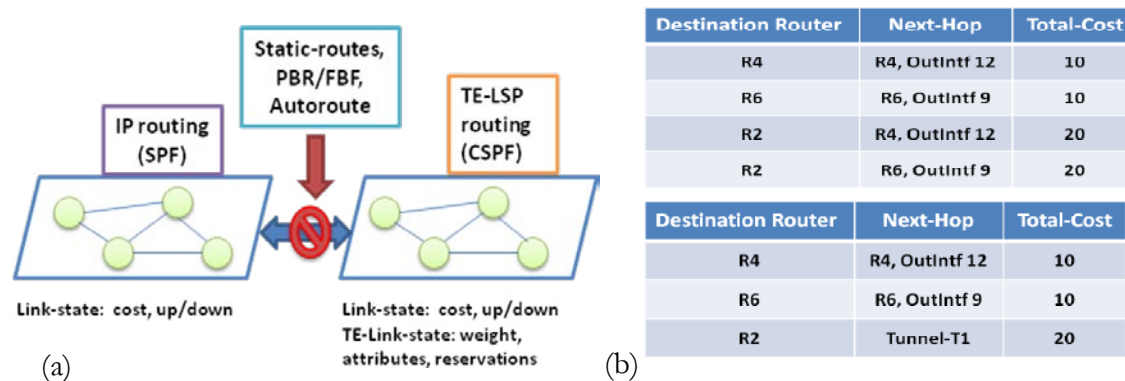 Static-routes,
PBR/FBF,
Autoroute
IP routing
(SPF)
TE-LSP
routing
(CSPF)
Link-state: cost, up/down
Link-state: cost, up/down
TE-Link-state: weight,
attributes, reservations
(a)
Destination Router Next-Hop Total-Cost
R4 R4, OutIntf 12 10
R6 R6, OutIntf 9 10
R2 R4, OutIntf 12 20
R2 R6, OutIntf 9 20
Destination Router Next-Hop Total-Cost
R4 R4, OutIntf 12 10
R6 R6, OutIntf 9 10
R2 Tunnel-T1 20
(b)